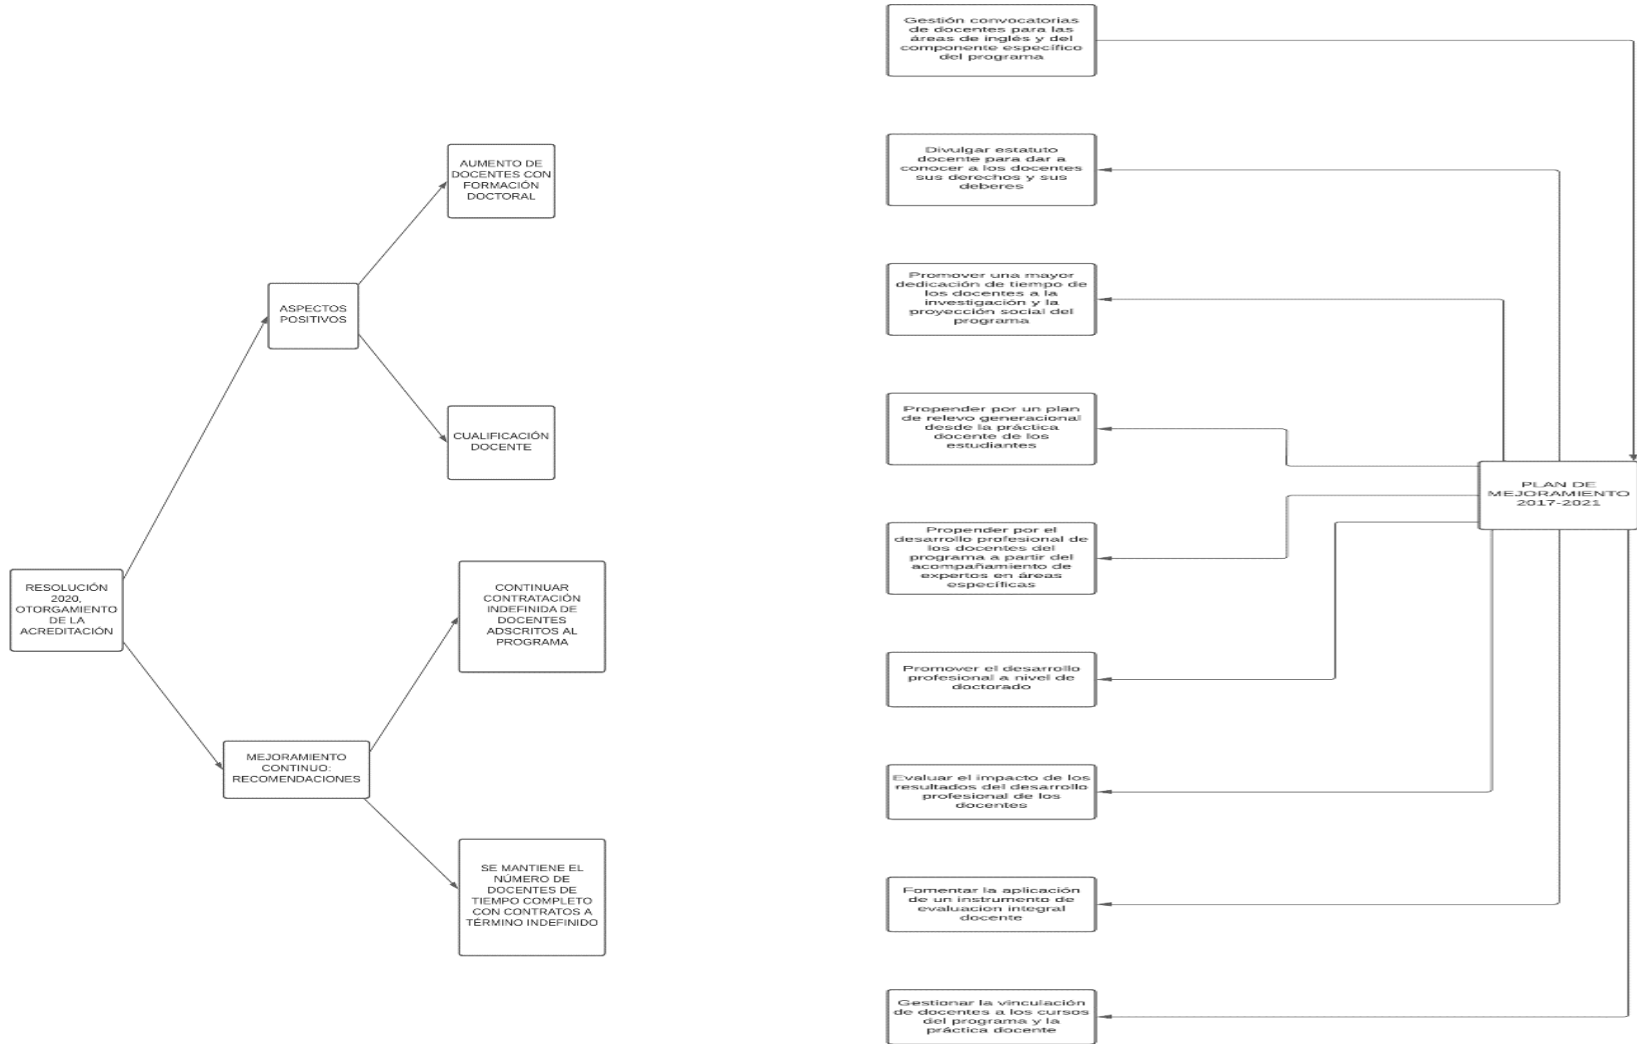 RESOLUCIÓN
2020,
OTORGAMIENTO
DE LA
ACREDITACIÓN
ASPECTOS
POSITIVOS
AUMENTO DE
DOCENTES CON
FORMACIÓN
DOCTORAL
CUALIFICACIÓN
DOCENTE
MEJORAMIENTO
CONTINUO:
RECOMENDACIONES
CONTINUAR
CONTRATACIÓN
INDEFINIDA DE
DOCENTES
ADSCRITOS AL
PROGRAMA
SE MANTIENE EL
NÚMERO DE
DOCENTES DE
TIEMPO COMPLETO
CON CONTRATOS A
TÉRMINO INDEFINIDO
Gestión convocatorias
de docentes para las
áreas de inglés y del
componente específico
del programa
Divulgar estatuto
docente para dar a
conocer a los docentes
sus derechos y sus
deberes
Promover una mayor
dedicación de tiempo de
los docentes a la
investigación y la
proyección social del
programa
Propender por un plan
de relevo generacional
desde la práctica
docente de los
estudiantes
Propender por el
desarrollo profesional de
los docentes del
programa a partir del
acompañamiento de
expertos en áreas
específicas
Promover el desarrollo
profesional a nivel de
doctorado
Evaluar el impacto de los
resultados del desarrollo
profesional de los
docentes
Fomentar la aplicación
de un instrumento de
evaluacion integral
docente
Gestionar la vinculación
de docentes a los cursos
del programa y la
práctica docente
PLAN DE
MEJORAMIENTO
2017-2021